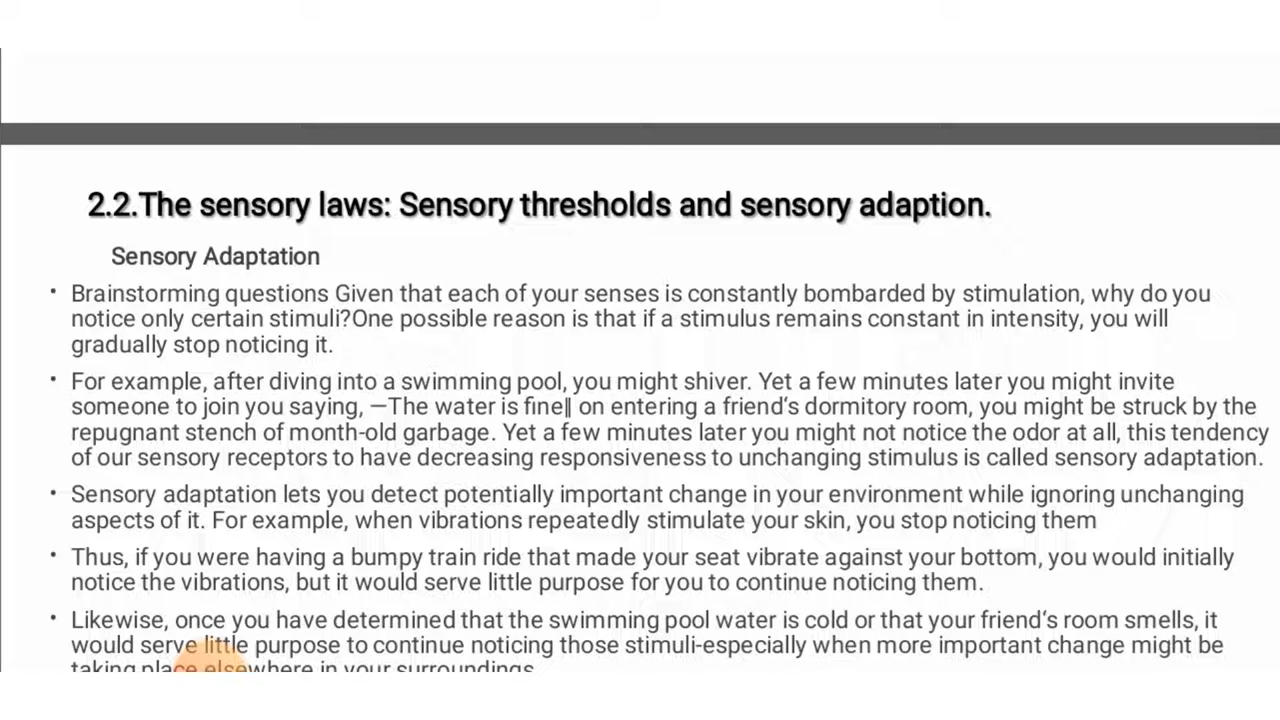 2.2.The sensory laws: Sensory thresholds and sensory adaption.
Sensory Adaptation
• Brainstorming questions Given that each of your senses is constantly bombarded by stimulation, why do you
notice only certain stimuli?One possible reason is that if a stimulus remains constant in intensity, you will
gradually stop noticing it.
• For example, after diving into a swimming pool, you might shiver. Yet a few minutes later you might invite
someone to join you saying, ―The water is fine‖ on entering a friend‘s dormitory room, you might be struck by the
repugnant stench of month-old garbage. Yet a few minutes later you might not notice the odor at all, this tendency
of our sensory receptors to have decreasing responsiveness to unchanging stimulus is called sensory adaptation.
• Sensory adaptation lets you detect potentially important change in your environment while ignoring unchanging
aspects of it. For example, when vibrations repeatedly stimulate your skin, you stop noticing them
• Thus, if you were having a bumpy train ride that made your seat vibrate against your bottom, you would initially
notice the vibrations, but it would serve little purpose for you to continue noticing them.
• Likewise, once you have determined that the swimming pool water is cold or that your friend‘s room smells, it
would serve little purpose to continue noticing those stimuli-especially when more important change might be
taking place elsewhere in your surroundings